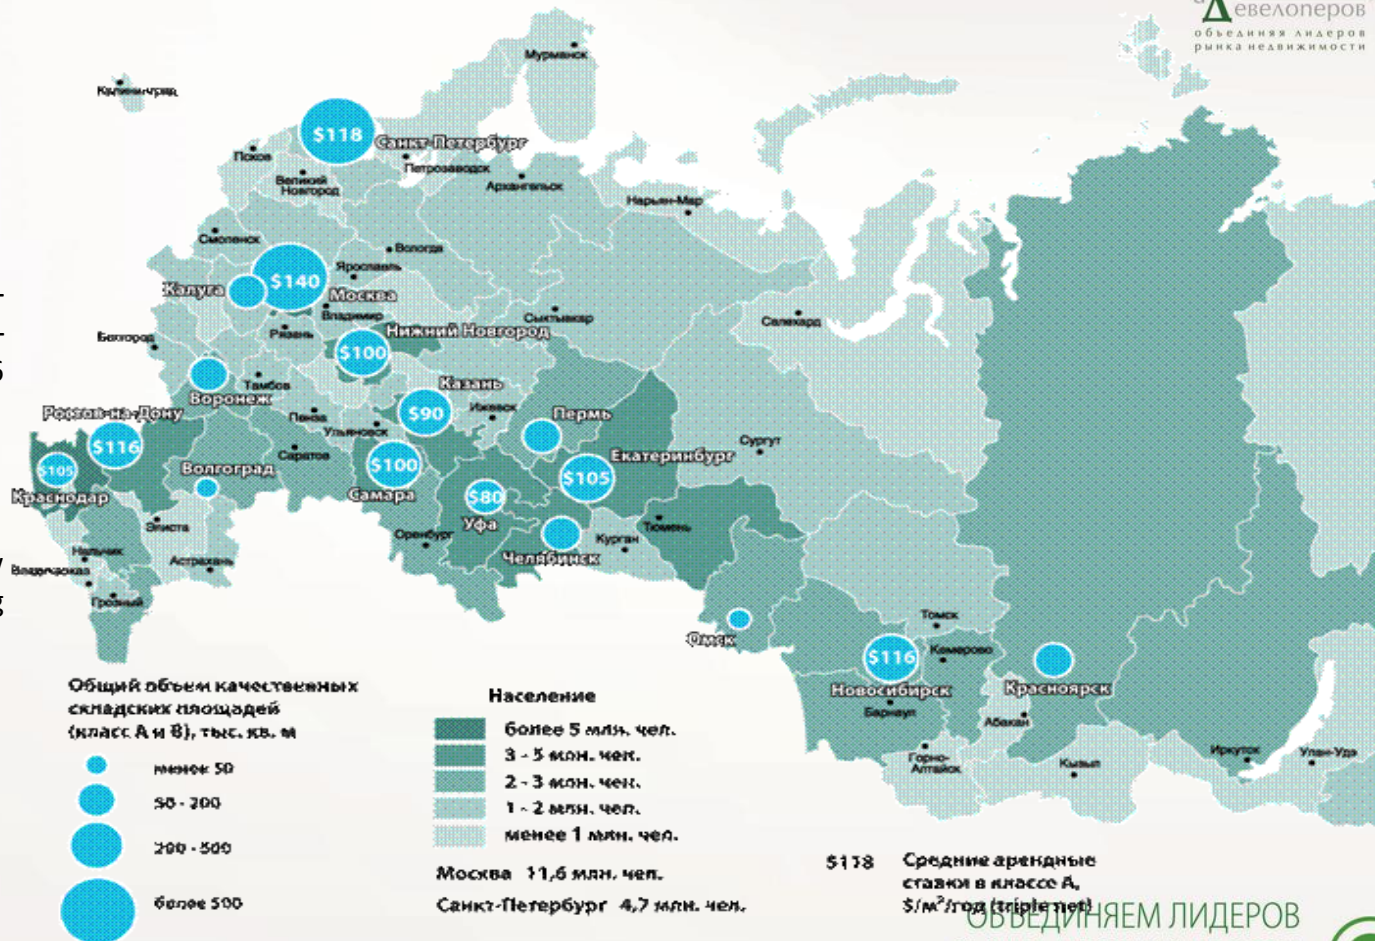 Девелоперов
объединяя лидеров
рынка недвижимости
Мурманск
Калининград
$118
Санкт-Петербург
Псков
Петрозаводск
Великий
Новгород
Архангельск
Нарьян-Мар
Смоленск
Вологда
Ярославль
Калуга
$140
Москва
Владимир
Сыктывкар
Салехард
Рязань
Нижний Новгород
Белгород
$100
Тамбов
Казань
Воронеж
Ижевск
Ростов-на-Дону
Пенза
$90
Пермь
Ульяновск
$116
Саратов
Сургут
Екатеринбург
$105
Волгоград
$100
$105
Краснодар
Самара
$80
Уфа
Элиста
Оренбург
Тюмень
Курган
Нальчик
Астрахань
Челябинск
Владикавказ
Грозный
Томск
Омск
$116
Кемерово
Новосибирск
Красноярск
Барнаул
Абакан
Горно-
Алтайск
Кызыл
Иркутск
Улан-Удэ
Общий объем качественных
складских площадей
(класс А и В), тыс. кв. м
менее 50
50 - 200
200 - 500
более 500
Население
более 5 млн. чел.
3 - 5 млн. чел.
2 - 3 млн. чел.
1 - 2 млн. чел.
менее 1 млн. чел.
Москва 11,6 млн. чел.
Санкт-Петербург 4,7 млн. чел.
$118 Средние арендные
ставки в классе А,
$/м²/год (triple net)
ОБЪЕДИНЯЕМ ЛИДЕРОВ